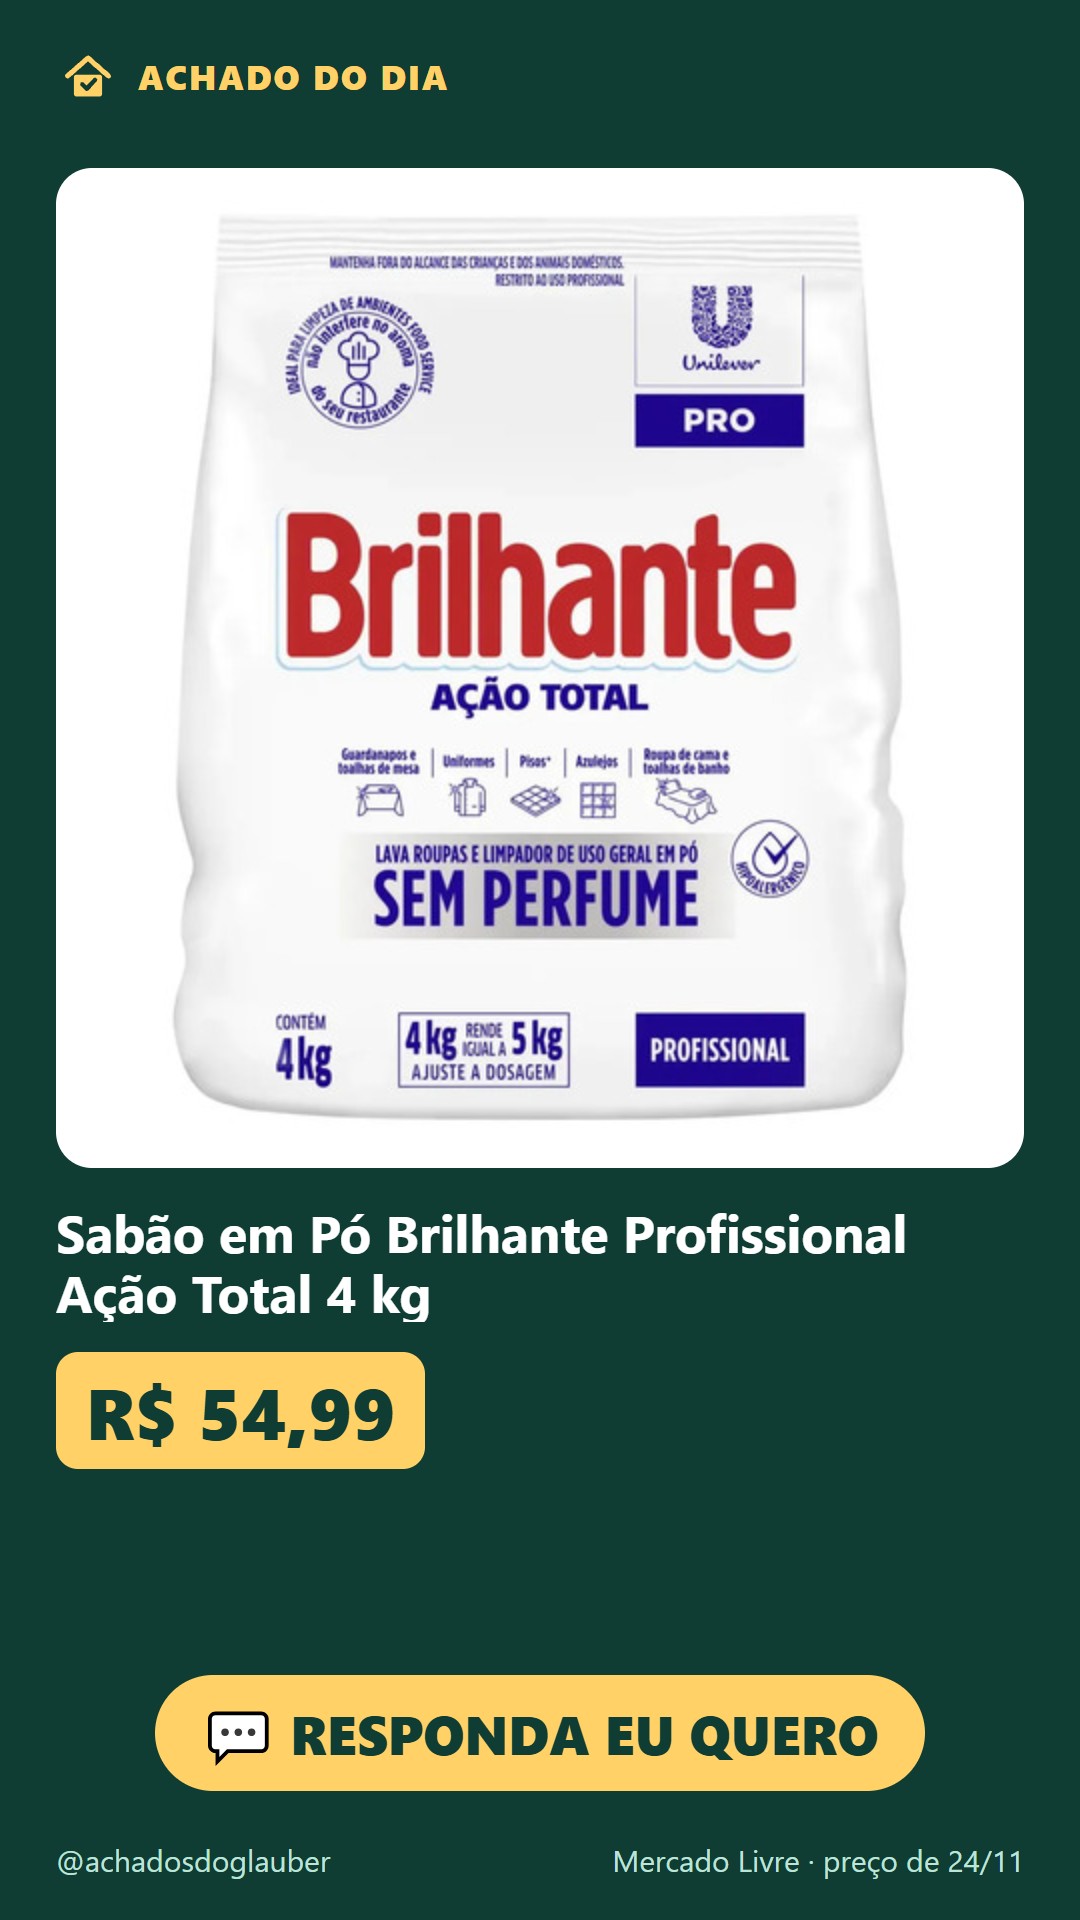 ACHADO DO DIA
MANTENHA FORA DO ALCANCE DAS CRIANÇAS E DOS ANIMAIS DOMÉSTICOS.
RESTRITO AO USO PROFISSIONAL
IDEAL PARA LIMPEZA DE AMBIENTES FOOD SERVICE
não interfere no aroma
do seu restaurante
Unilever
PRO
Brilhante
AÇÃO TOTAL
Guardanapos e
toalhas de mesa
Uniformes
Pisos*
Azulejos
Roupa de cama e
toalhas de banho
LAVA ROUPAS E LIMPADOR DE USO GERAL EM PÓ
SEM PERFUME
HIPOALERGÊNICO
CONTÉM
4kg
4kg RENDE IGUAL A 5kg
AJUSTE A DOSAGEM
PROFISSIONAL
Sabão em Pó Brilhante Profissional
Ação Total 4 kg
R$ 54,99
RESPONDA EU QUERO
@achadosdoglauber
Mercado Livre · preço de 24/11